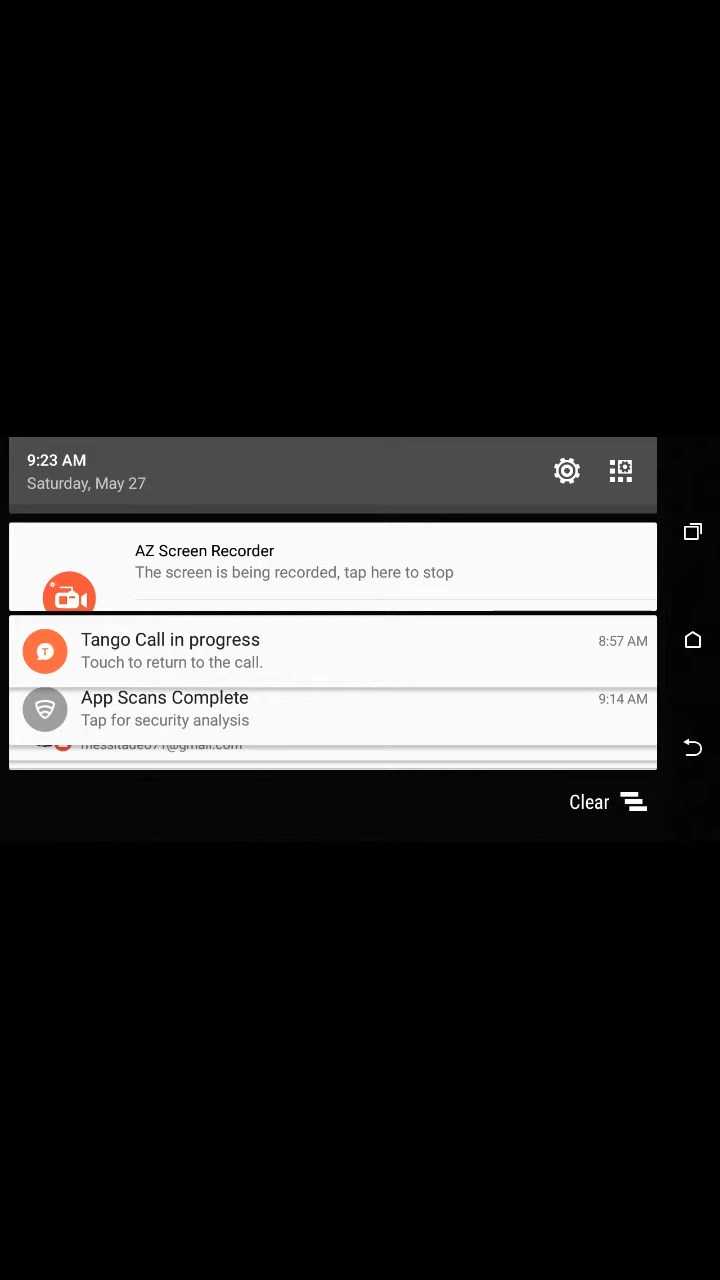 9:23 AM
Saturday, May 27
AZ Screen Recorder
The screen is being recorded, tap here to stop
Tango Call in progress
8:57 AM
Touch to return to the call.
App Scans Complete
9:14 AM
Tap for security analysis
Clear